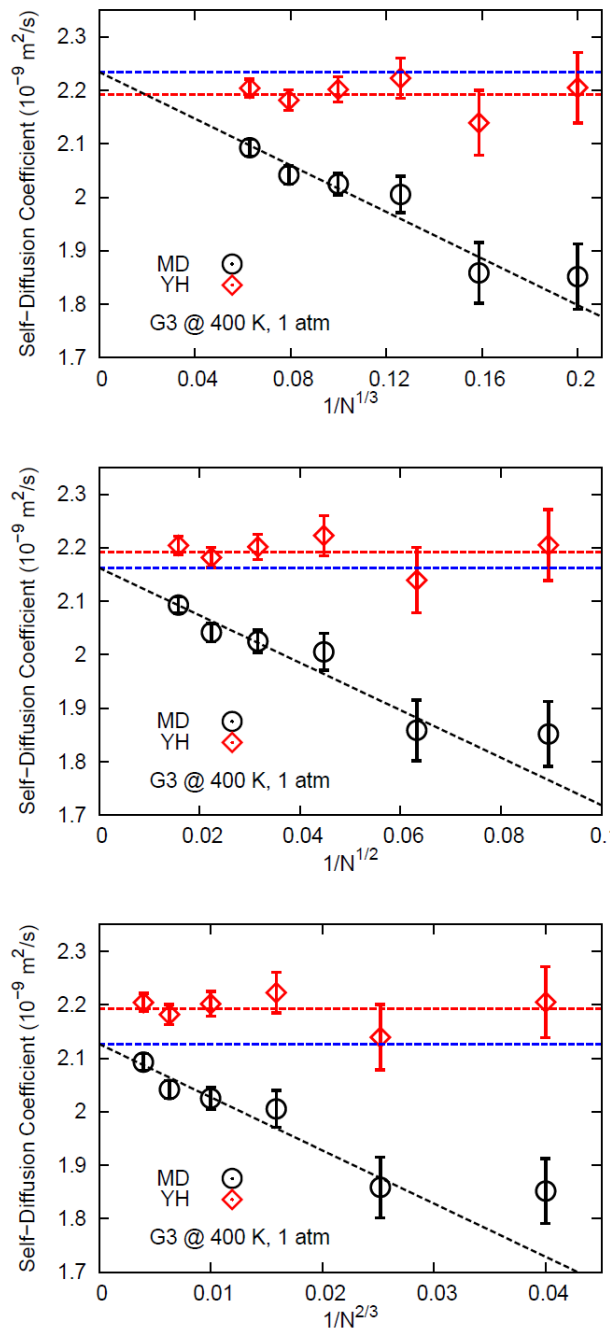 2.3
2.2
2.1
2
1.9
1.8
1.7
Self−Diffusion Coefficient (10⁻⁹ m²/s)
MD
YH
G3 @ 400 K, 1 atm
0 0.04 0.08 0.12 0.16 0.2
1/N^1/3
2.3
2.2
2.1
2
1.9
1.8
1.7
Self−Diffusion Coefficient (10⁻⁹ m²/s)
MD
YH
G3 @ 400 K, 1 atm
0 0.02 0.04 0.06 0.08
1/N^1/2
2.3
2.2
2.1
2
1.9
1.8
1.7
Self−Diffusion Coefficient (10⁻⁹ m²/s)
MD
YH
G3 @ 400 K, 1 atm
0 0.01 0.02 0.03 0.04
1/N^2/3